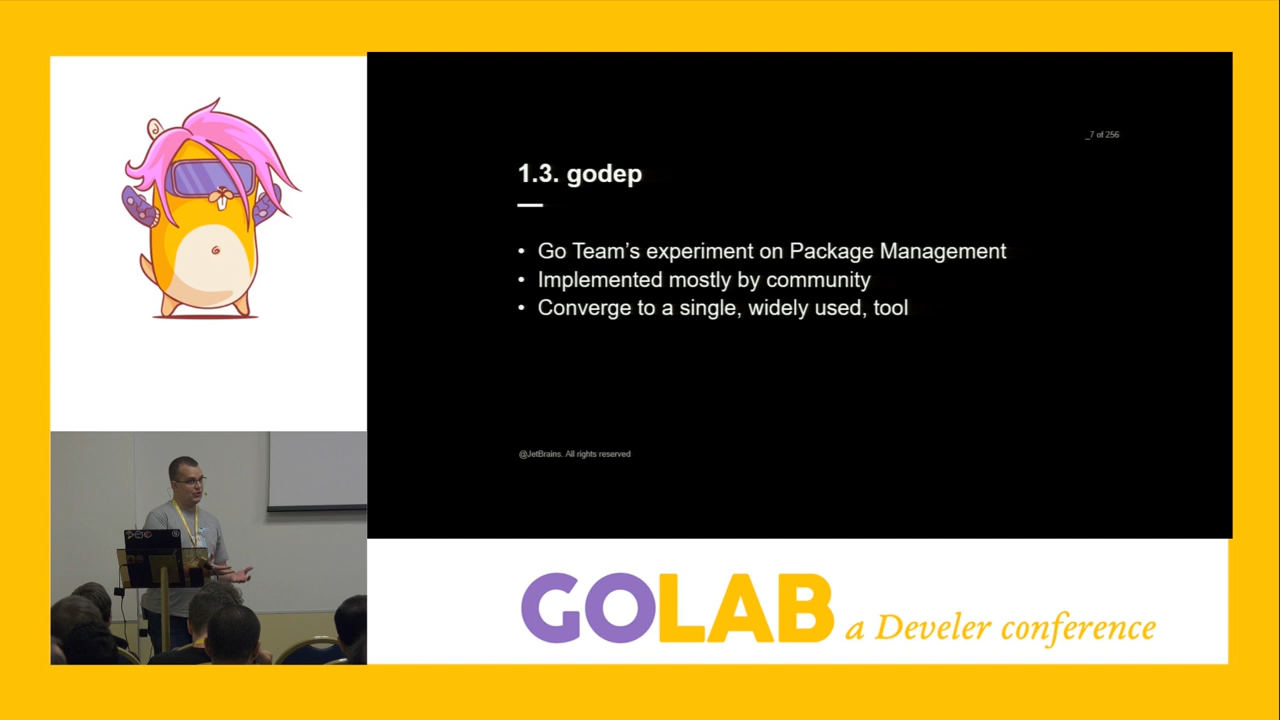 _7 of 256
1.3. godep
• Go Team's experiment on Package Management
• Implemented mostly by community
• Converge to a single, widely used, tool
@JetBrains. All rights reserved
GOLAB a Develer conference